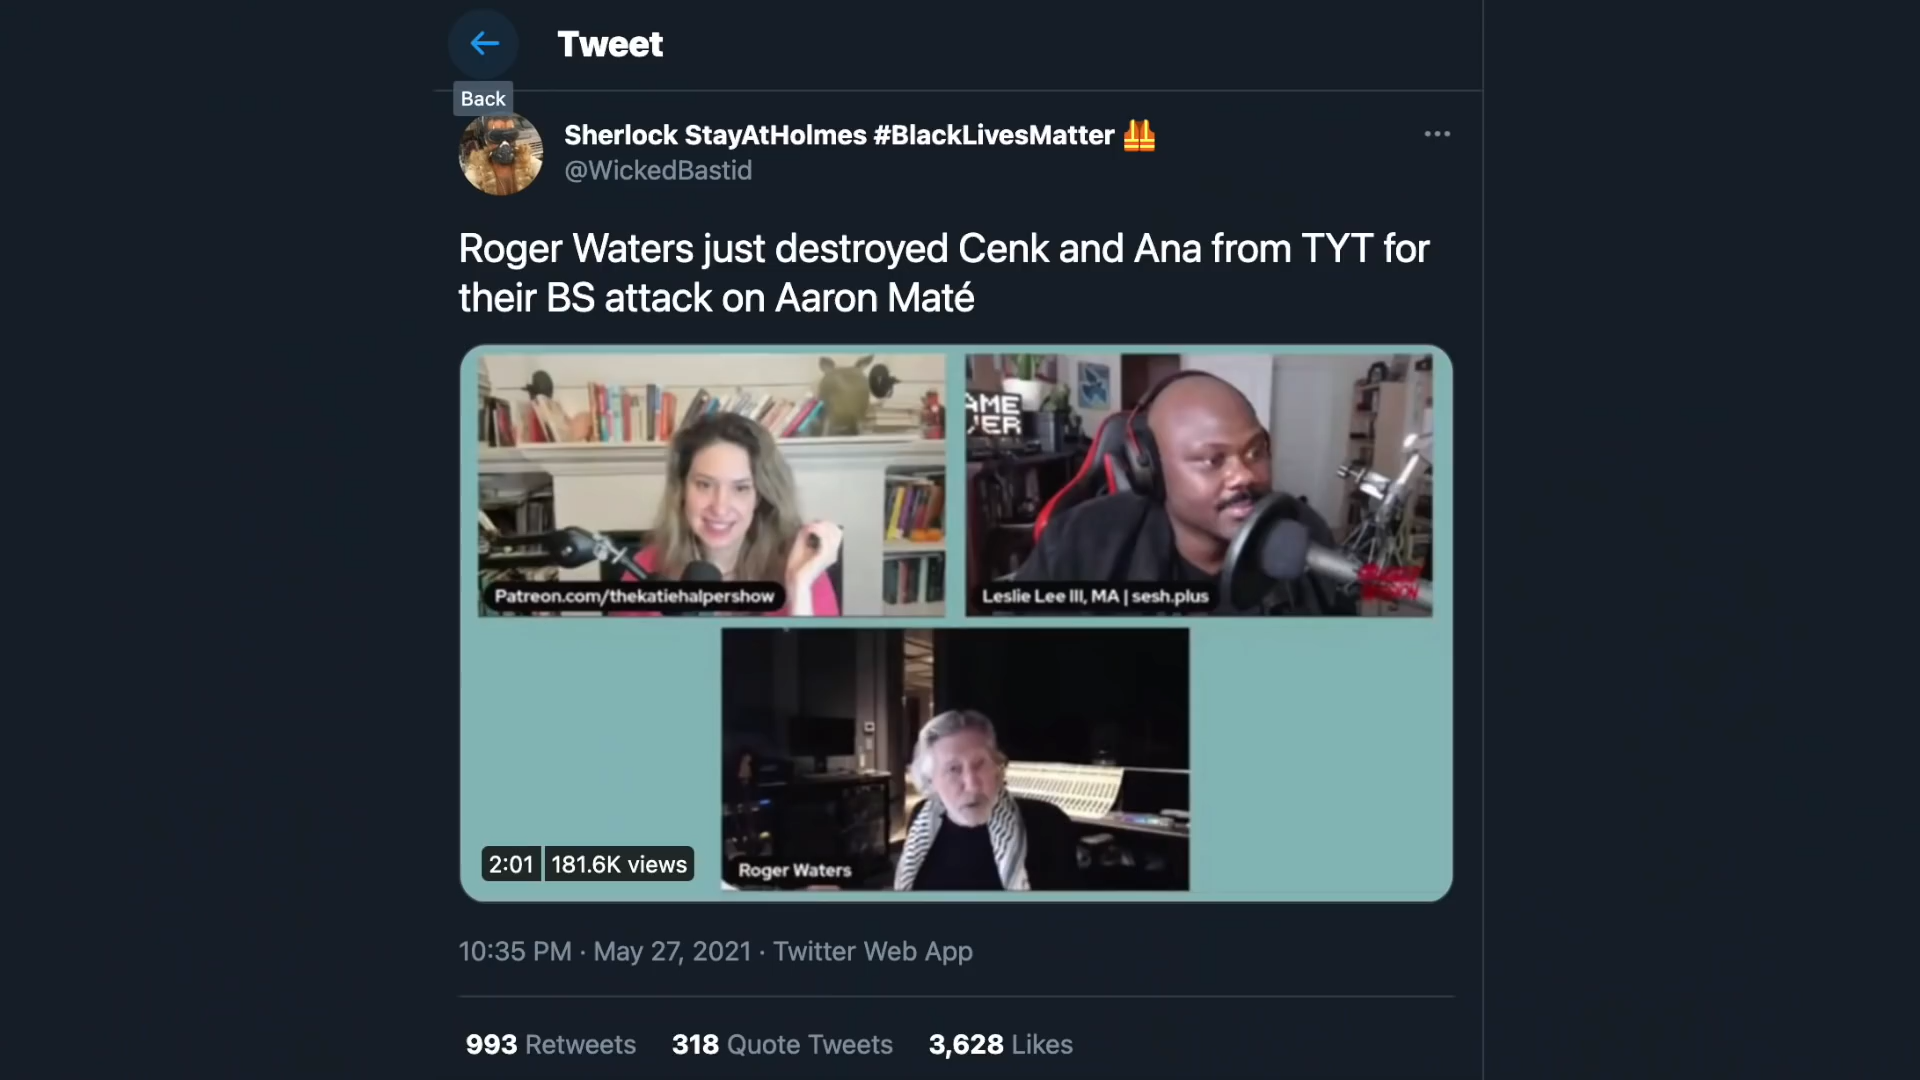 Tweet
Back
Sherlock StayAtHolmes #BlackLivesMatter
@WickedBastid
Roger Waters just destroyed Cenk and Ana from TYT for
their BS attack on Aaron Maté
AME
Patreon.com/thekatiehalpershow
Leslie Lee III, MA | sesh.plus
Roger Waters
2:01
181.6K views
10:35 PM · May 27, 2021 · Twitter Web App
993 Retweets
318 Quote Tweets
3,628 Likes